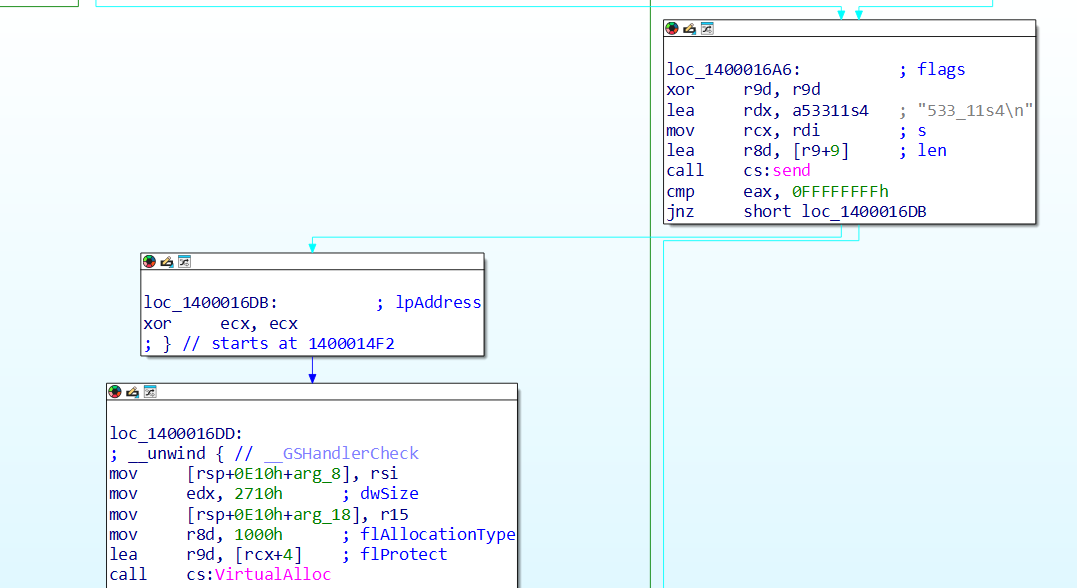 loc_1400016A6: ; flags
xor r9d, r9d
lea rdx, a53311s4 ; "533_11s4\n"
mov rcx, rdi ; s
lea r8d, [r9+9] ; len
call cs:send
cmp eax, 0FFFFFFFFh
jnz short loc_1400016DB
loc_1400016DB: ; lpAddress
xor ecx, ecx
; } // starts at 1400014F2
loc_1400016DD:
; __unwind { // __GSHandlerCheck
mov [rsp+0E10h+arg_8], rsi
mov edx, 2710h ; dwSize
mov [rsp+0E10h+arg_18], r15
mov r8d, 1000h ; flAllocationType
lea r9d, [rcx+4] ; flProtect
call cs:VirtualAlloc